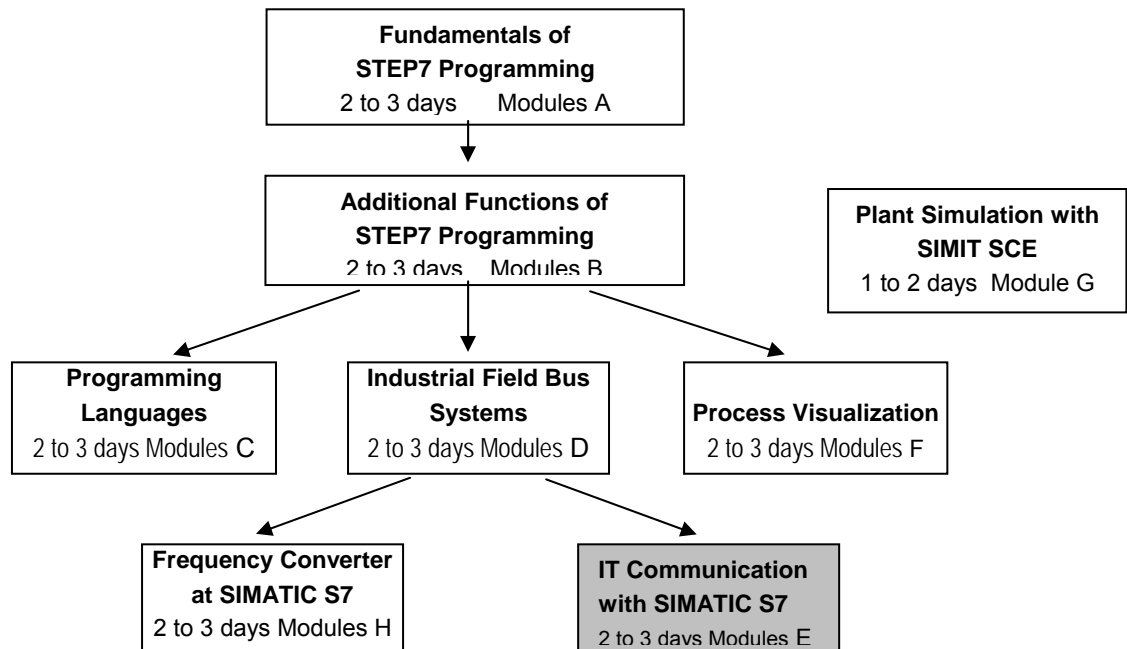 Fundamentals of
STEP7 Programming
2 to 3 days Modules A
Additional Functions of
STEP7 Programming
2 to 3 days Modules B
Plant Simulation with
SIMIT SCE
1 to 2 days Module G
Programming
Languages
2 to 3 days Modules C
Industrial Field Bus
Systems
2 to 3 days Modules D
Process Visualization
2 to 3 days Modules F
Frequency Converter
at SIMATIC S7
2 to 3 days Modules H
IT Communication
with SIMATIC S7
2 to 3 days Modules E